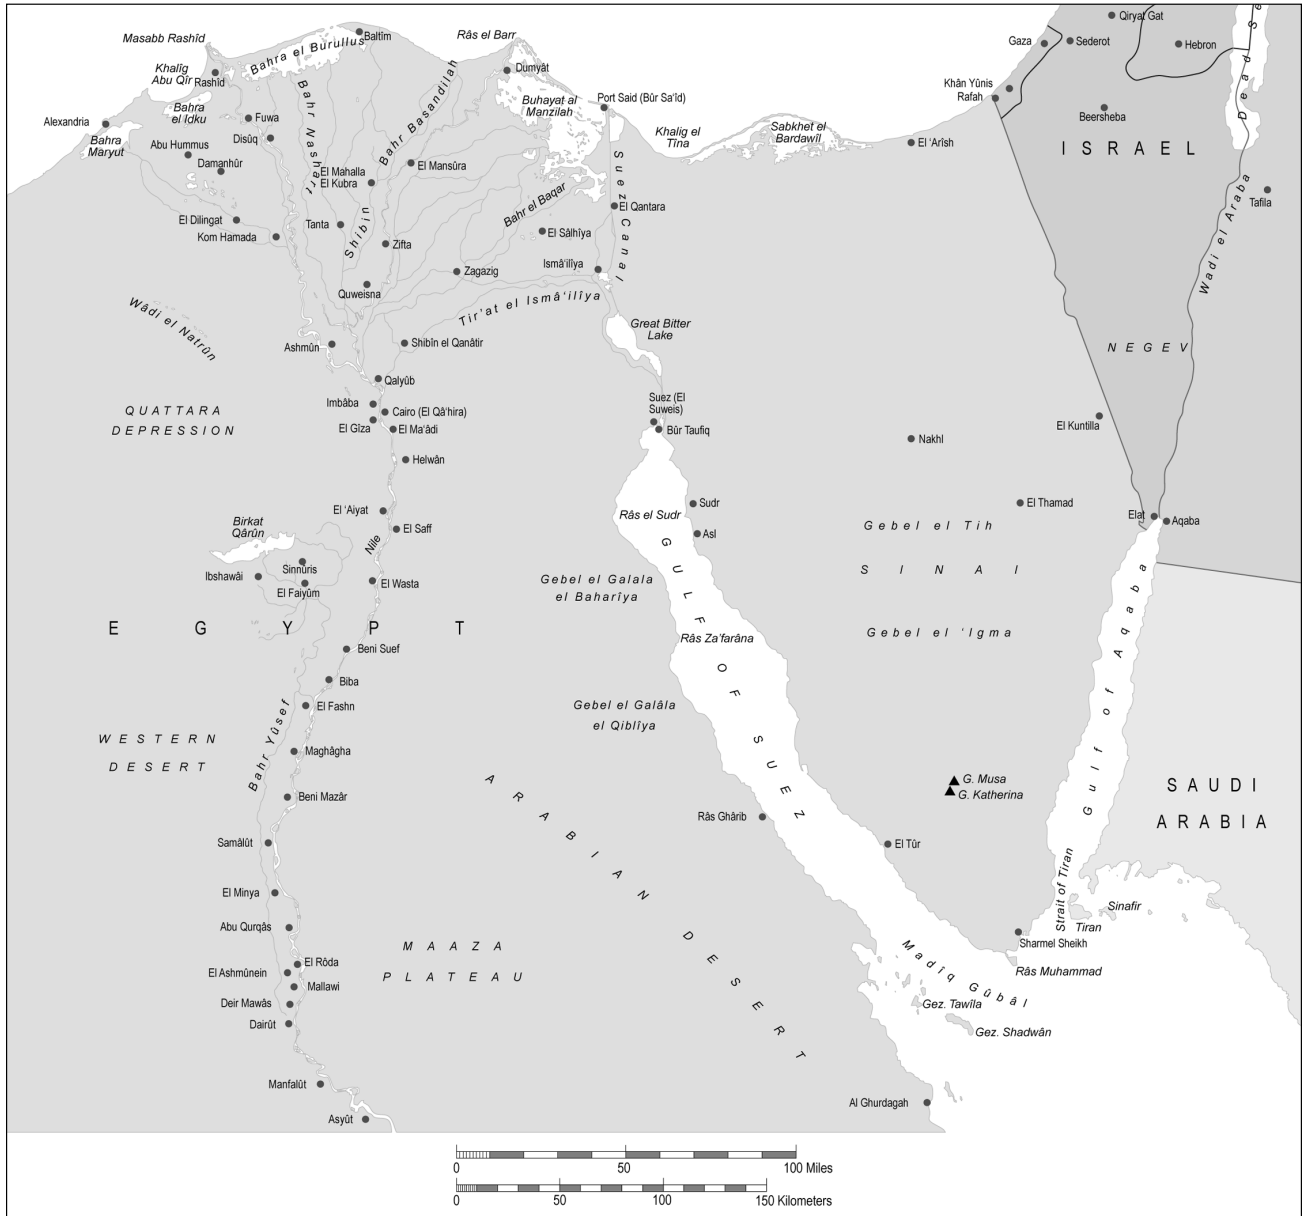 Qiryat Gat
Masabb Rashîd
Baltîm
Râs el Barr
Gaza
Sederot
Hebron
Bahra el Burullus
Dead Se
Khalîg
Abu Qîr
Rashîd
Dumyât
Khân Yûnis
Rafah
Bahra
el Idku
Bahr Nashart
Bahr Basandilah
Buhayat al
Manzilah
Port Said (Bûr Sa'îd)
Beersheba
Alexandria
Fuwa
Khalig el
Tîna
Sabkhet el
Bardawîl
Bahra
Maryut
Abu Hummus
Disûq
El 'Arîsh
ISRAEL
Damanhûr
El Mahalla
El Kubra
El Mansûra
Suez Canal
Tafila
El Dilingat
Tanta
Shibiu
Bahr el Baqar
El Qantara
Kom Hamada
Zifta
El Sâlhîya
Wadi el Araba
Zagazig
Ismâ'ilîya
Quweisna
Tir'at el Ismâ'ilîya
Wâdi el Natrûn
Great Bitter
Lake
Ashmûn
Shibîn el Qanâtir
NEGEV
Qalyûb
QUATTARA
DEPRESSION
Imbâba
Cairo (El Qâ'hira)
El Gîza
El Ma'âdi
Suez (El
Suweis)
Bûr Taufiq
El Kuntilla
Nakhl
Helwân
El 'Aiyat
Sudr
El Thamad
Râs el Sudr
Birkat
Qârûn
El Saff
Nile
Asl
Gebel el Tih
Elat
Aqaba
Sinnûris
Ibshawâi
El Faiyûm
El Wasta
Gebel el Galala
el Baharîya
SINAI
GULF OF SUEZ
Gulf of Aqaba
EGYPT
Râs Za'farâna
Gebel el 'Igma
Beni Suef
Biba
El Fashn
Gebel el Galâla
el Qiblîya
Bahr Yûsef
WESTERN
DESERT
Maghâgha
G. Musa
G. Katherina
SAUDI
ARABIA
Beni Mazâr
ARABIAN DESERT
Râs Ghârib
Samâlût
El Tûr
El Minya
Strait of Tiran
Sinafir
Tiran
Abu Qurqâs
Sharmel Sheikh
MAAZA
PLATEAU
Madîq Gûbâl
El Rôda
El Ashmûnein
Râs Muhammad
Mallawi
Deir Mawâs
Gez. Tawîla
Dairût
Gez. Shadwân
Manfalût
Al Ghurdagah
Asyût
0 50 100 Miles
0 50 100 150 Kilometers